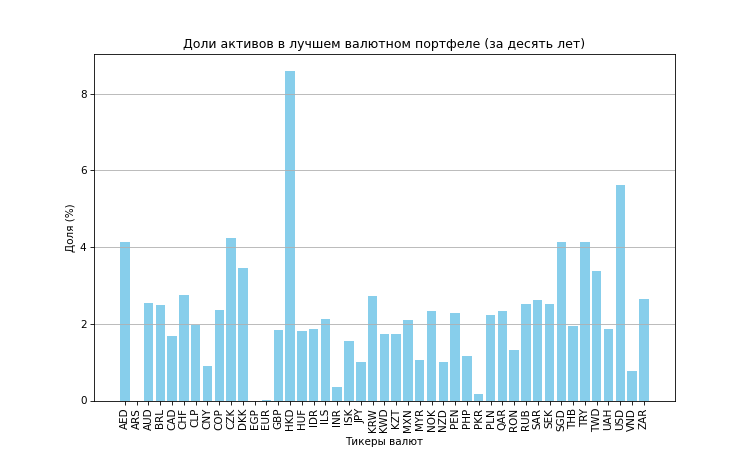 Доли активов в лучшем валютном портфеле (за десять лет)
Доля (%)
8
6
4
2
0
AED ARS AUD BRL CAD CHF CLP CNY COP CZK DKK EGP EUR GBP HKD HUF IDR ILS INR ISK JPY KRW KWD KZT MXN MYR NOK NZD PEN PHP PKR PLN QAR RON RUB SAR SEK SGD THB TRY TWD UAH USD VND ZAR
Тикеры валют